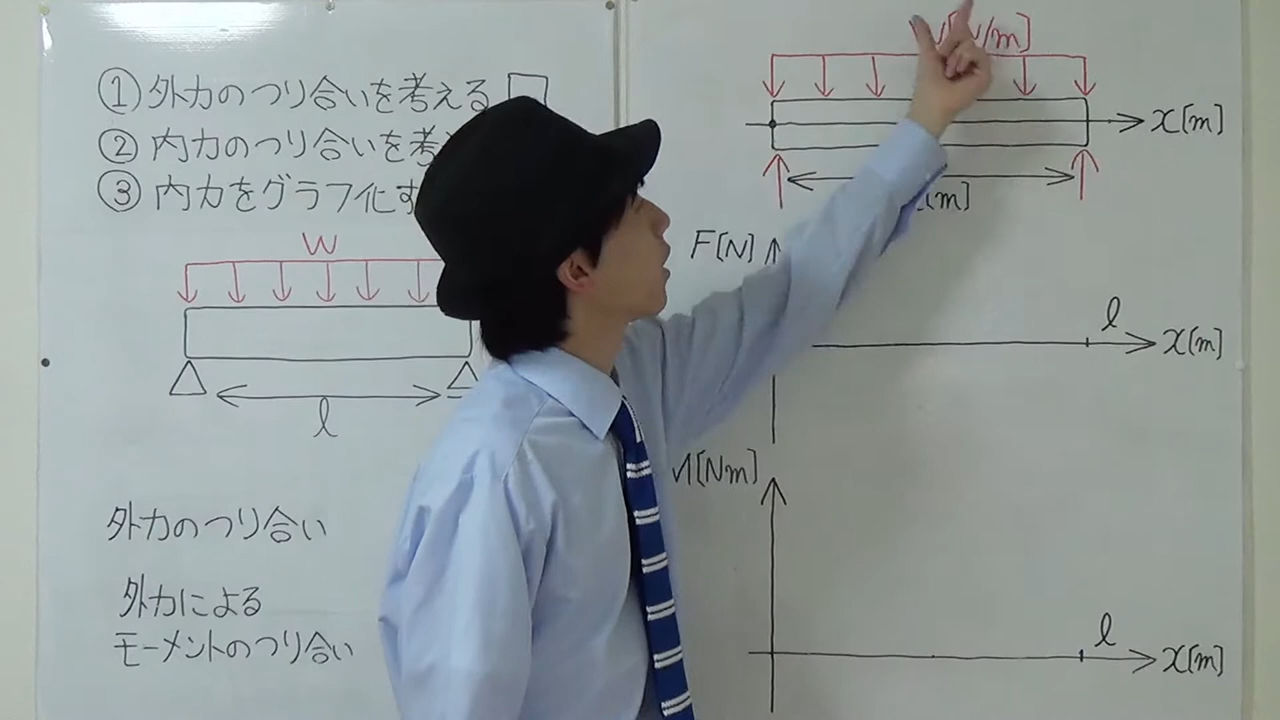 ①外力のつり合いを考える
②内力のつり合いを考
③内力をグラフ化す
W
l
外力のつり合い
外力による
モーメントのつり合い
/m]
x[m]
[m]
F[N]
l
x[m]
M[Nm]
l
x[m]